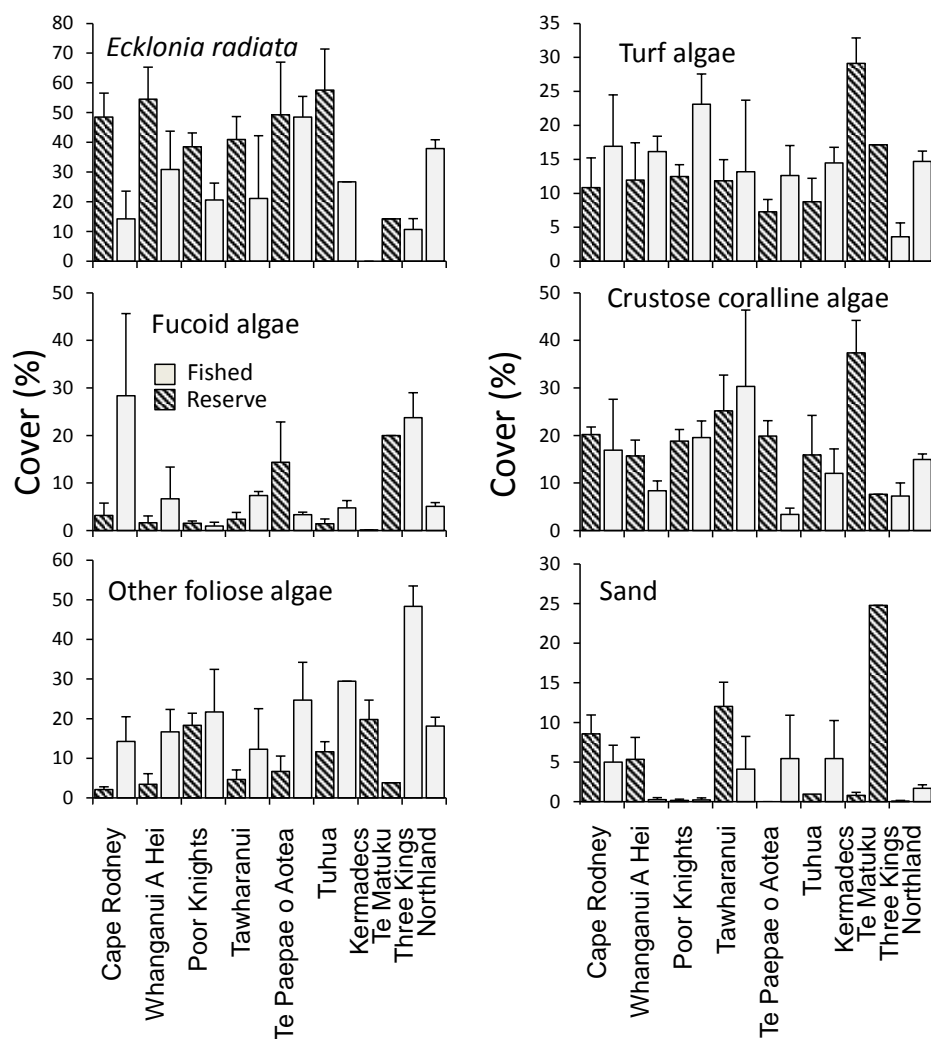 Ecklonia radiata
80
70
60
50
40
30
20
10
0
Turf algae
35
30
25
20
15
10
5
0
Cover (%)
Fucoid algae
Fished
Reserve
50
40
30
20
10
0
Cover (%)
Crustose coralline algae
50
40
30
20
10
0
Other foliose algae
60
50
40
30
20
10
0
Sand
30
25
20
15
10
5
0
Cape Rodney
Whanganui A Hei
Poor Knights
Tawharanui
Te Paepae o Aotea
Tuhua
Kermadecs
Te Matuku
Three Kings
Northland
Cape Rodney
Whanganui A Hei
Poor Knights
Tawharanui
Te Paepae o Aotea
Tuhua
Kermadecs
Te Matuku
Three Kings
Northland